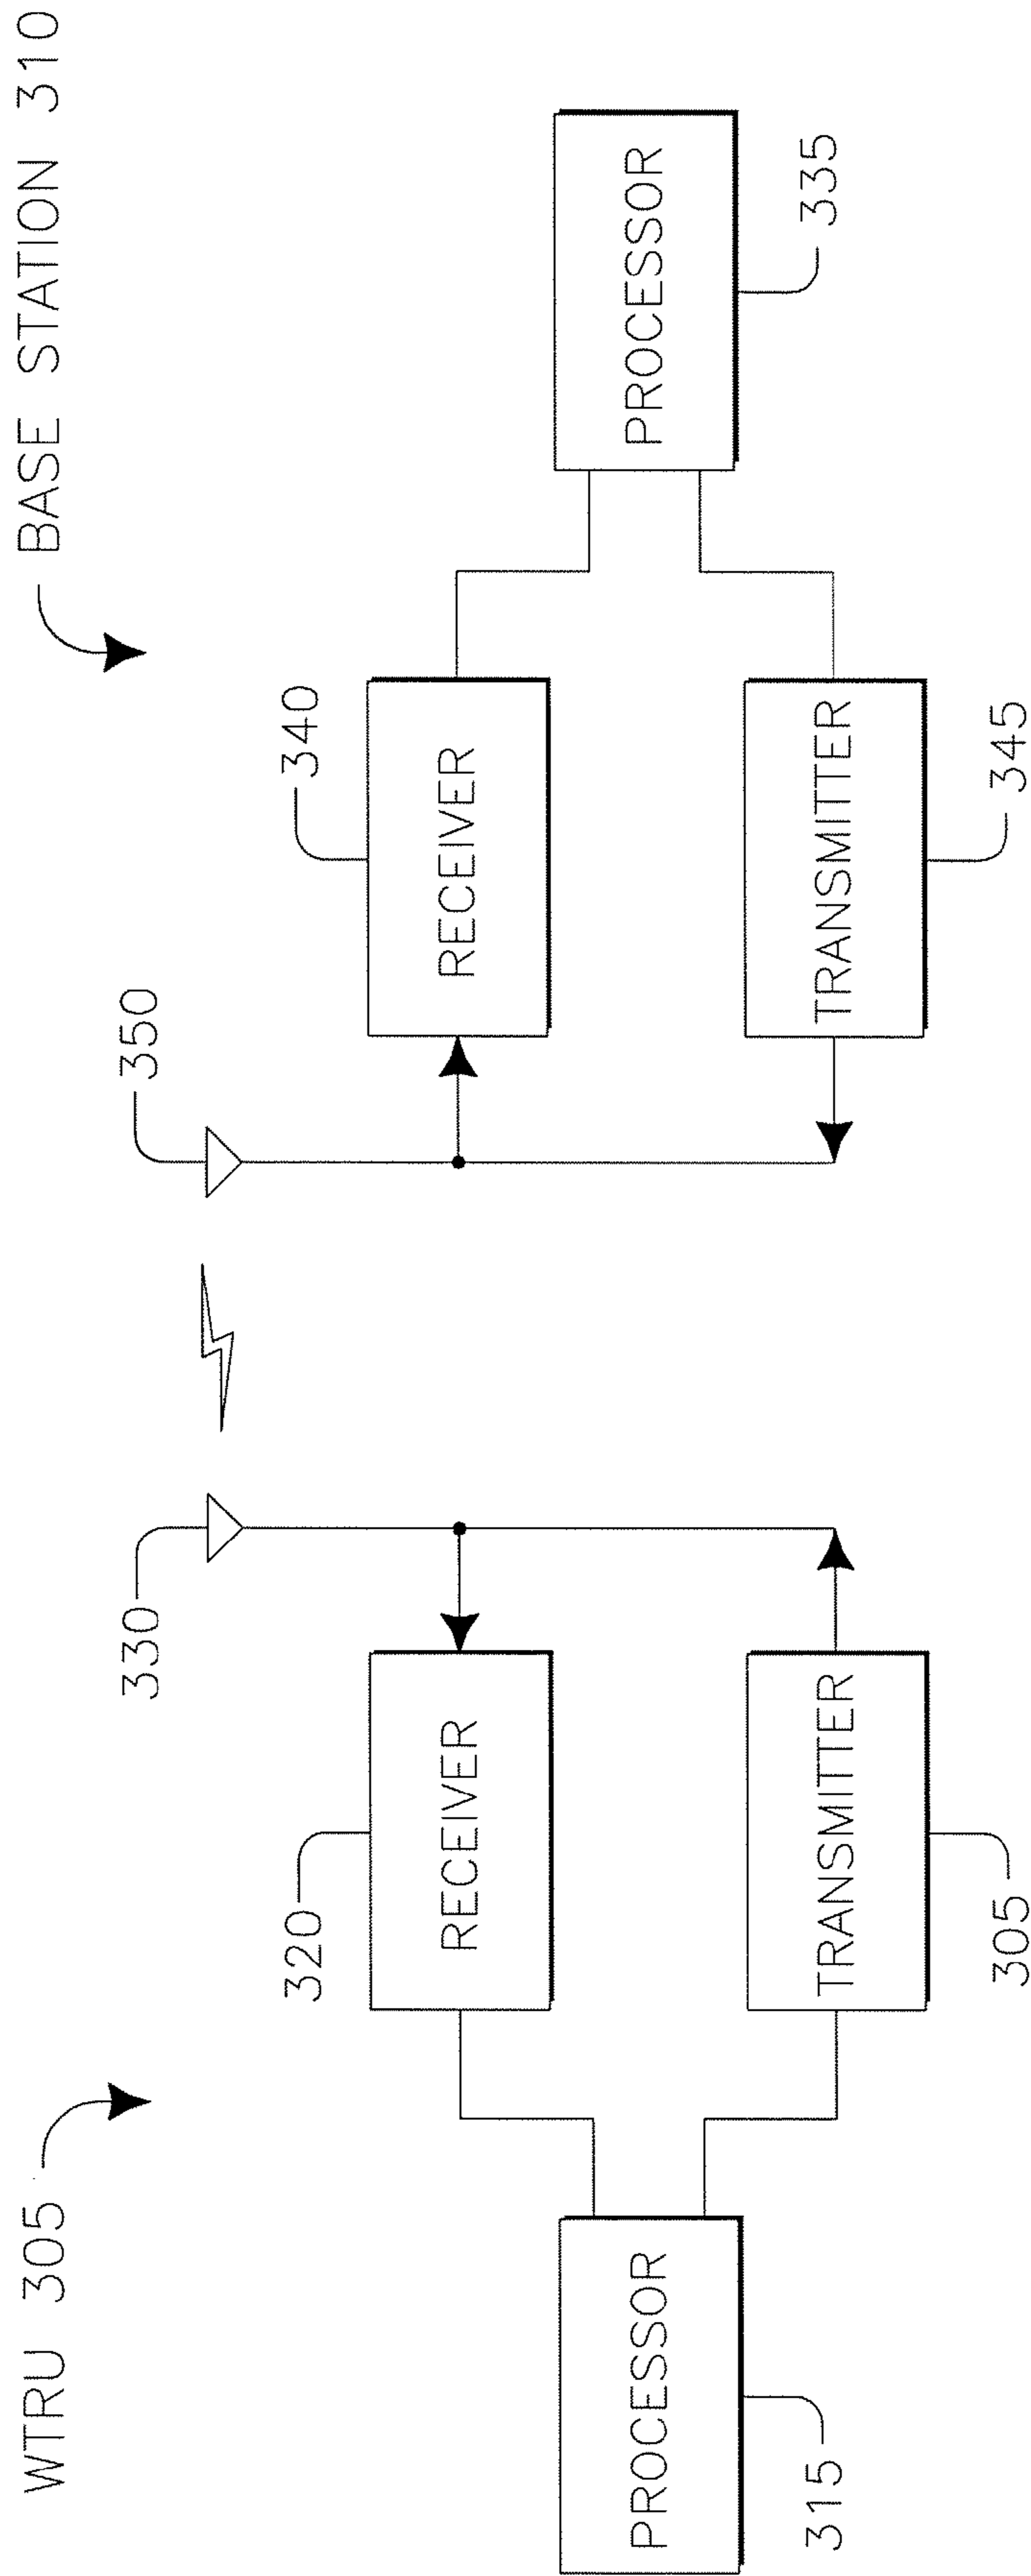 WTRU 305
BASE STATION 310
330
350
320
340
RECEIVER
RECEIVER
PROCESSOR
PROCESSOR
315
335
TRANSMITTER
TRANSMITTER
305
345